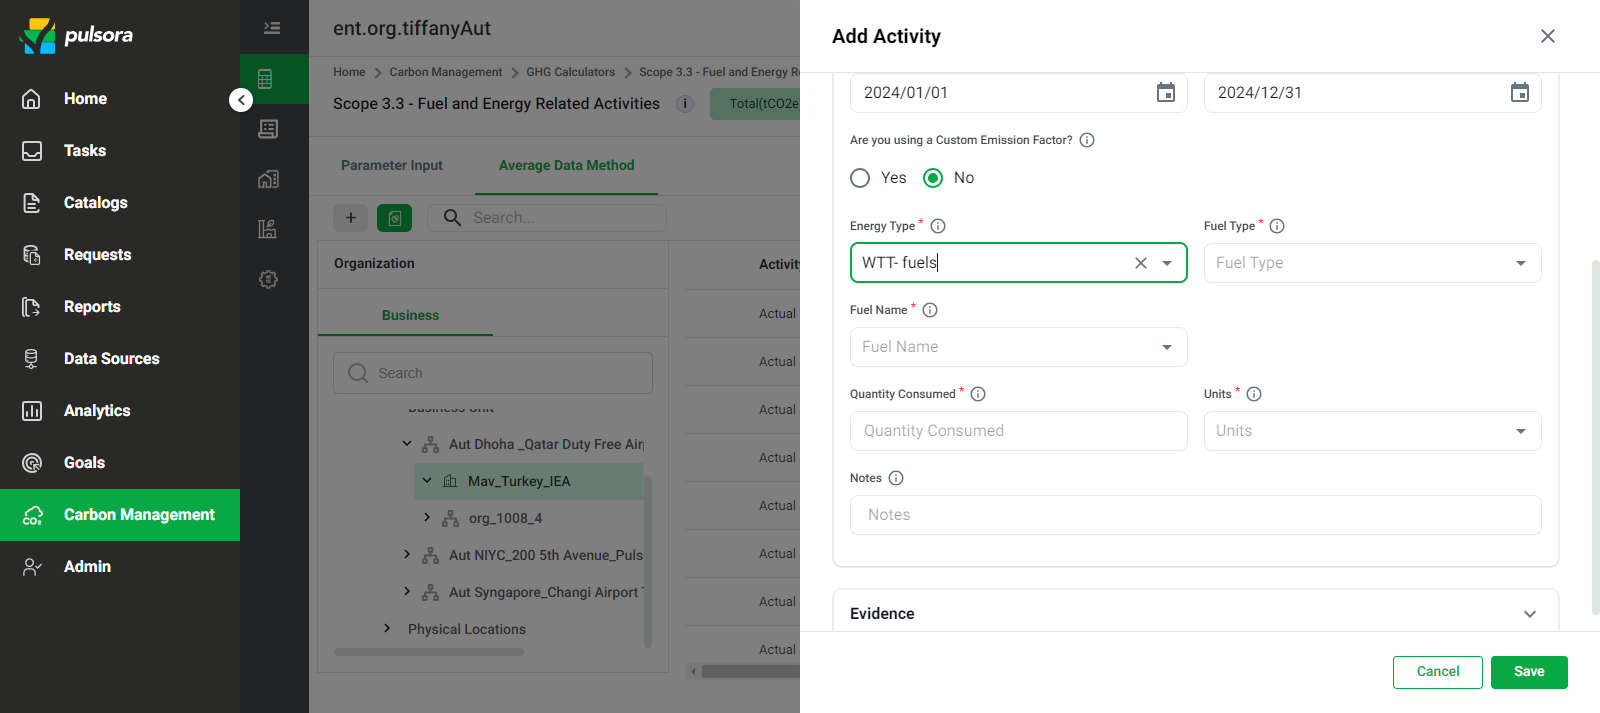 pulsora
Home
Tasks
Catalogs
Requests
Reports
Data Sources
Analytics
Goals
Carbon Management
Admin
ent.org.tiffanyAut
Home > Carbon Management > GHG Calculators > Scope 3.3 - Fuel and Energy R
Scope 3.3 - Fuel and Energy Related Activities
Total(tCO2e
Parameter Input
Average Data Method
Search...
Organization
Business
Search
Business Unit
Aut Dhoha _Qatar Duty Free Air
Mav_Turkey_IEA
org_1008_4
Aut NIYC_200 5th Avenue_Puls
Aut Syngapore_Changi Airport
Physical Locations
Activity
Actual
Actual
Actual
Actual
Actual
Actual
Actual
Actual
Add Activity
2024/01/01
2024/12/31
Are you using a Custom Emission Factor?
Yes
No
Energy Type *
Fuel Type *
WTT- fuels
Fuel Type
Fuel Name *
Fuel Name
Quantity Consumed *
Units *
Quantity Consumed
Units
Notes
Notes
Evidence
Cancel
Save